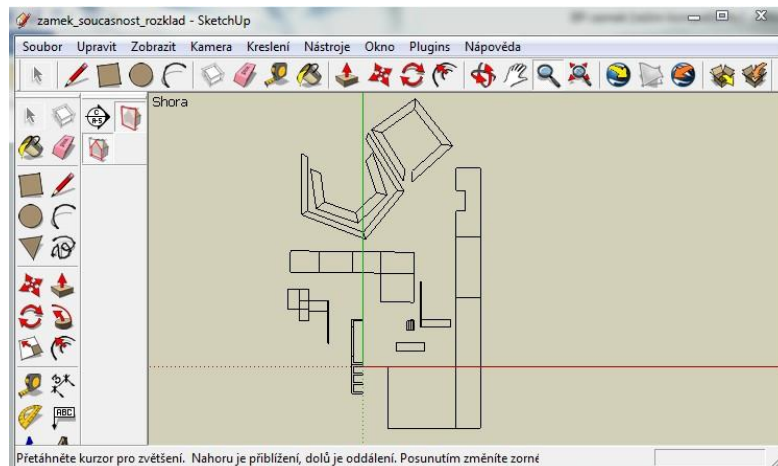 zamek_soucasnost_rozklad - SketchUp
Soubor Upravit Zobrazit Kamera Kreslení Nástroje Okno Plugins Nápověda
Shora
ABC
Přetáhněte kurzor pro zvětšení. Nahoru je přiblížení, dolů je oddálení. Posunutím změníte zorné